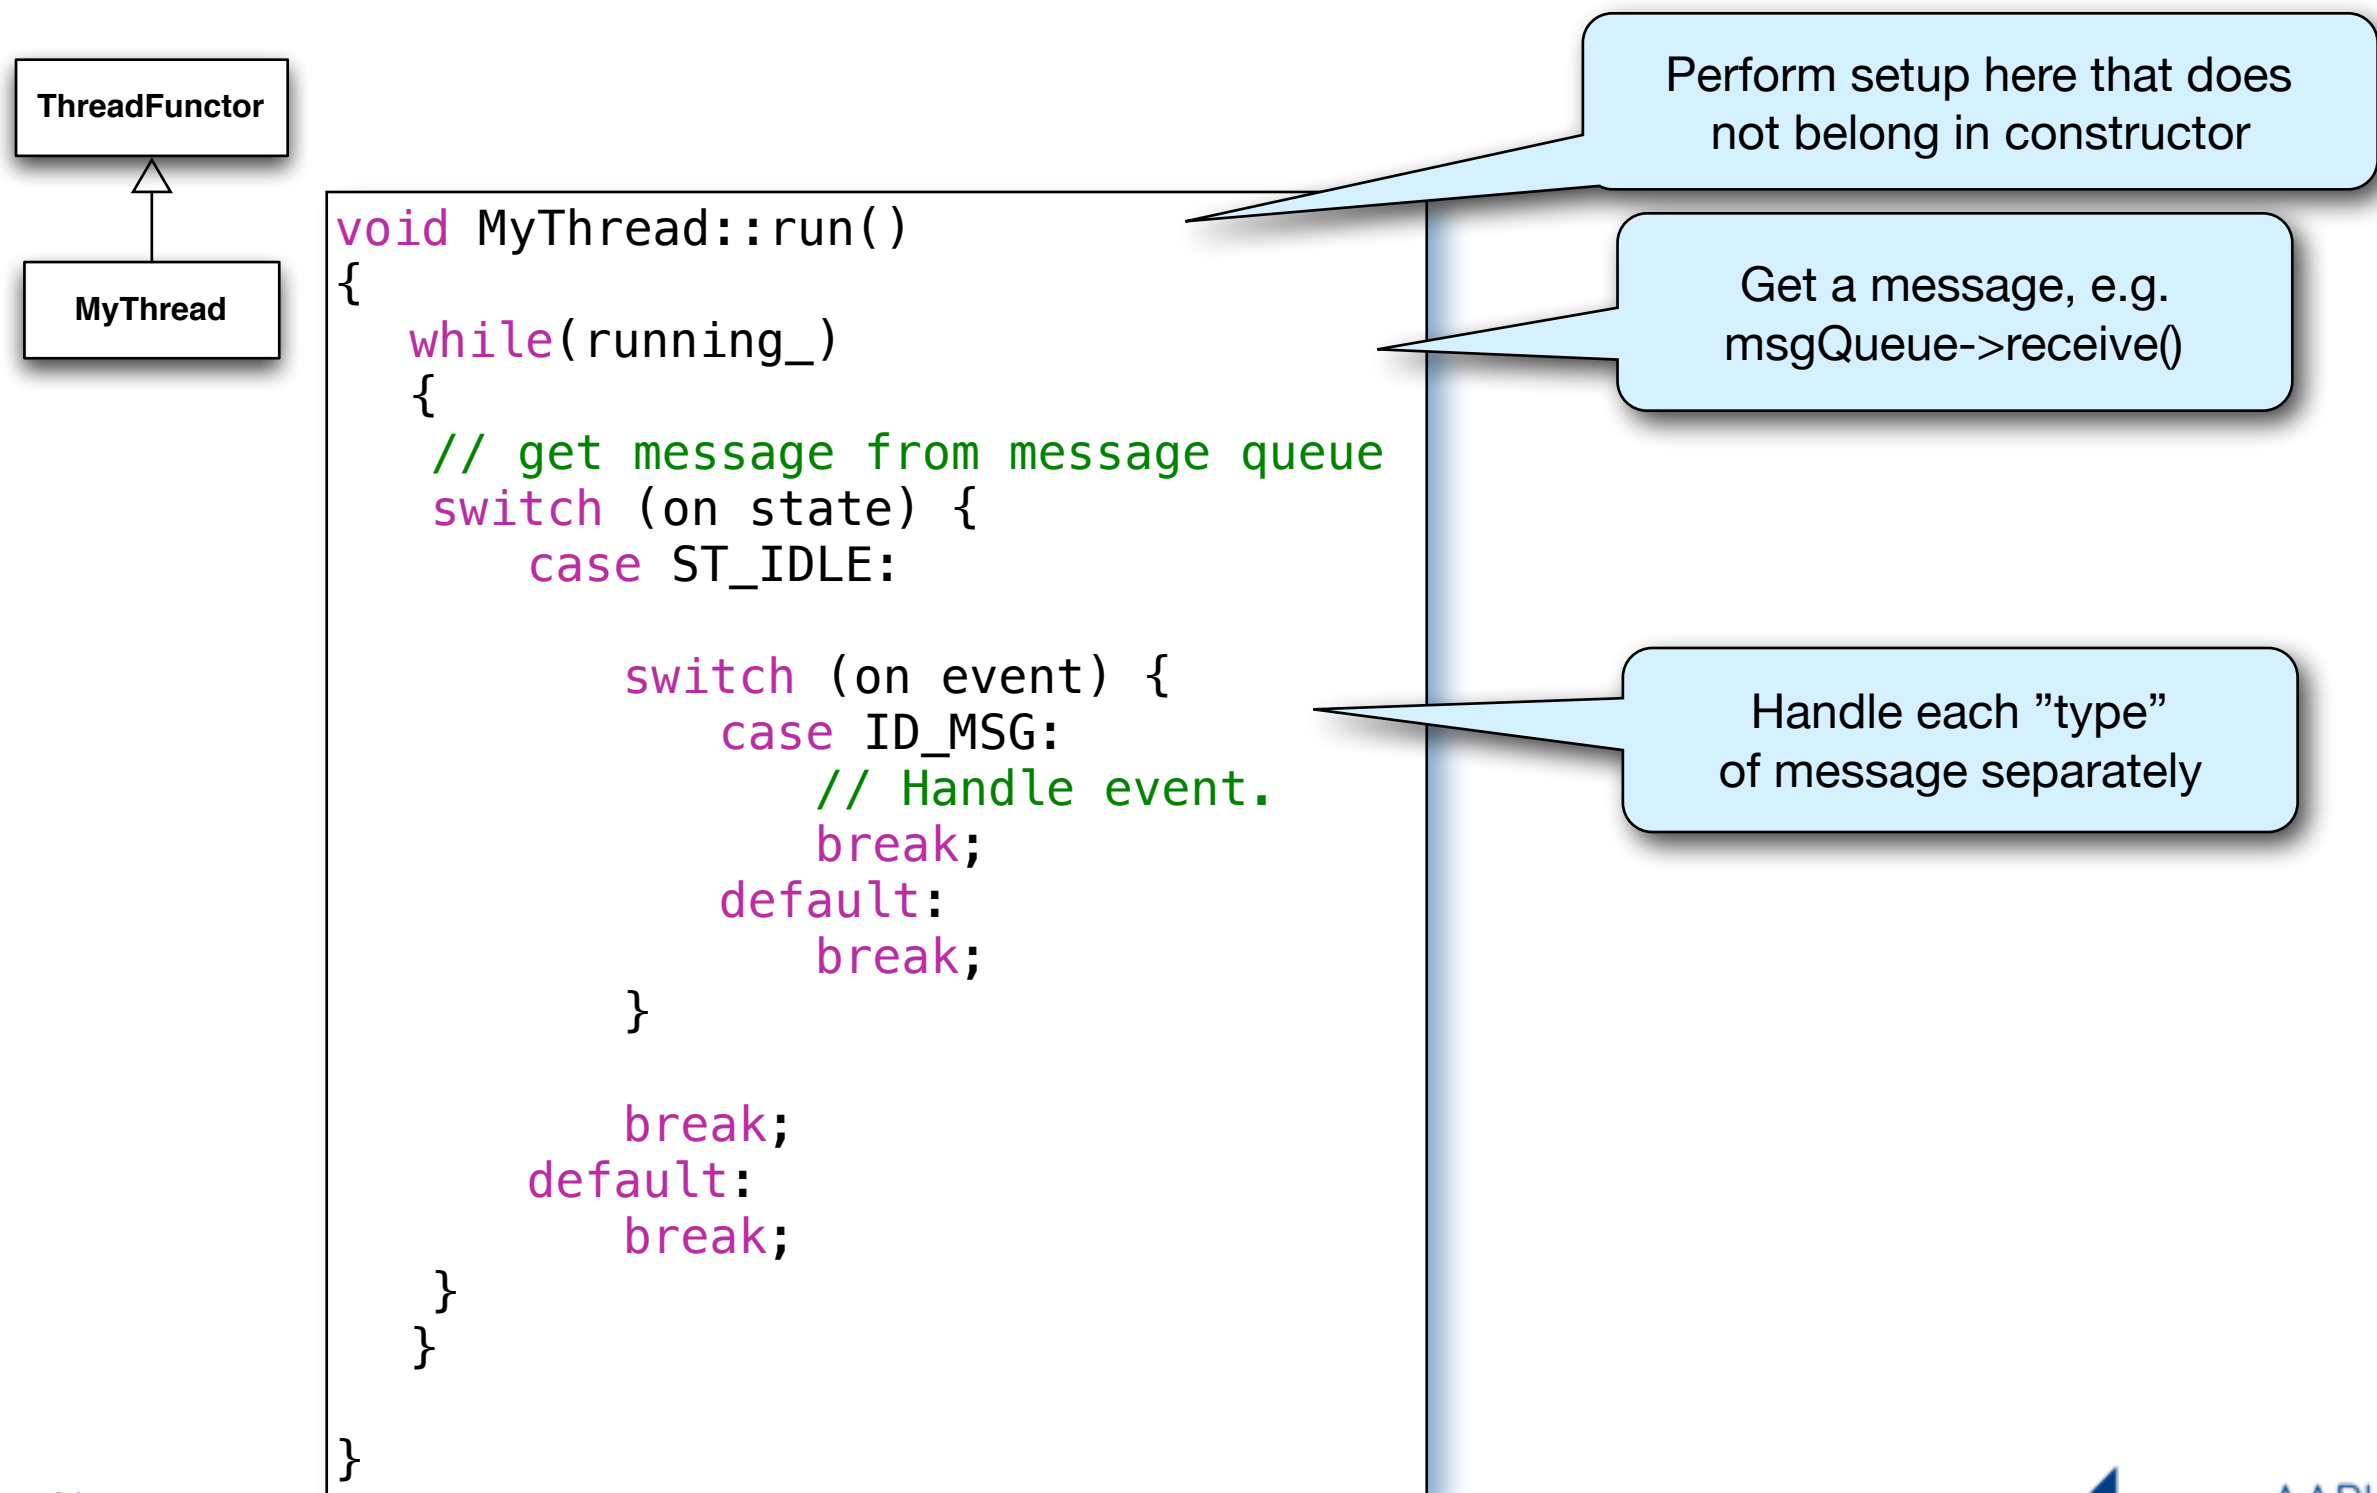 ThreadFunctor
MyThread
Perform setup here that does
not belong in constructor
Get a message, e.g.
msgQueue->receive()
Handle each ”type”
of message separately
void MyThread::run()
{
while(running_)
{
// get message from message queue
switch (on state) {
case ST_IDLE:
switch (on event) {
case ID_MSG:
// Handle event.
break;
default:
break;
}
break;
default:
break;
}
}
}